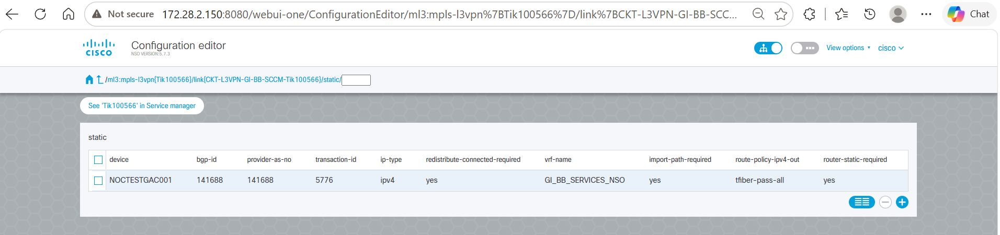 Not secure 172.28.2.150:8080/webui-one/ConfigurationEditor/ml3:mpls-l3vpn%7BTik100566%7D/link%7BCKT-L3VPN-GI-BB-SCC... Chat
CISCO Configuration editor View options cisco
NSO VERSION:5.7.3
/ml3:mpls-l3vpn{Tik100566}/link{CKT-L3VPN-GI-BB-SCCM-Tik100566}/static/
See 'Tik100566' in Service manager
static
device bgp-id provider-as-no transaction-id ip-type redistribute-connected-required vrf-name import-path-required route-policy-ipv4-out router-static-required
NOCTESTGAC001 141688 141688 5776 ipv4 yes GI_BB_SERVICES_NSO yes tfiber-pass-all yes